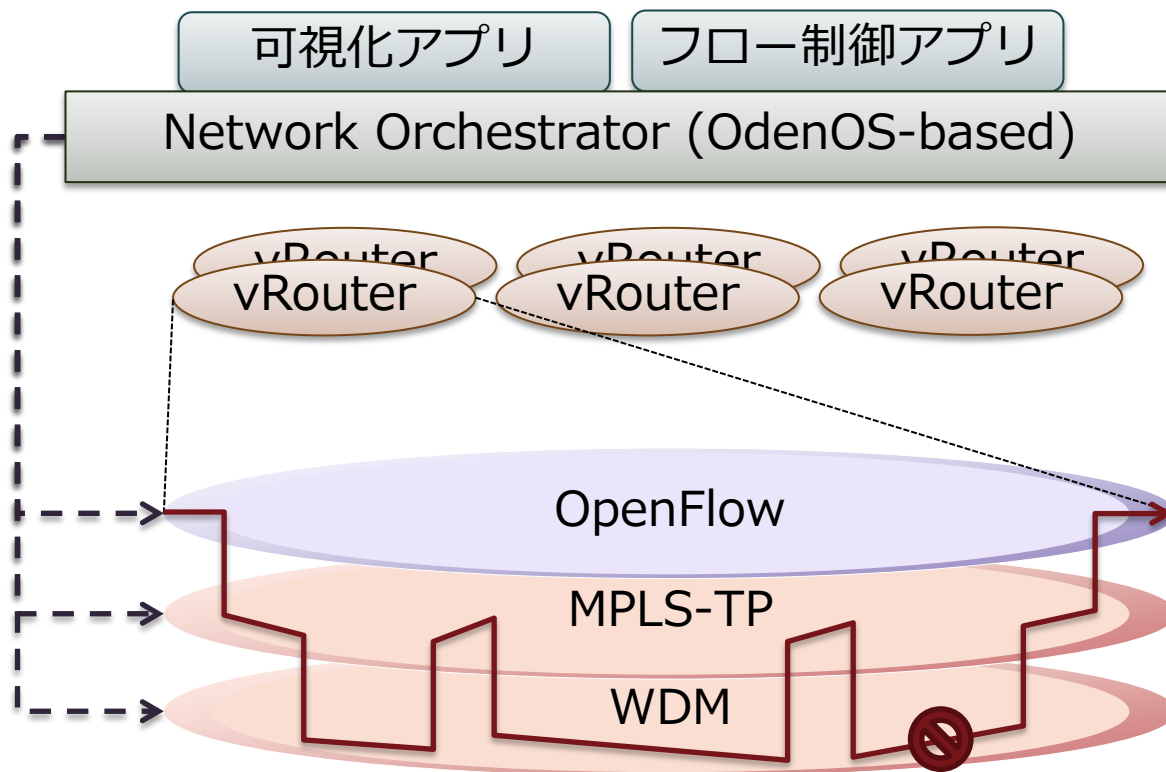 可視化アプリ
フロー制御アプリ
Network Orchestrator (OdenOS-based)
vRouter
vRouter
vRouter
vRouter
vRouter
vRouter
OpenFlow
MPLS-TP
WDM